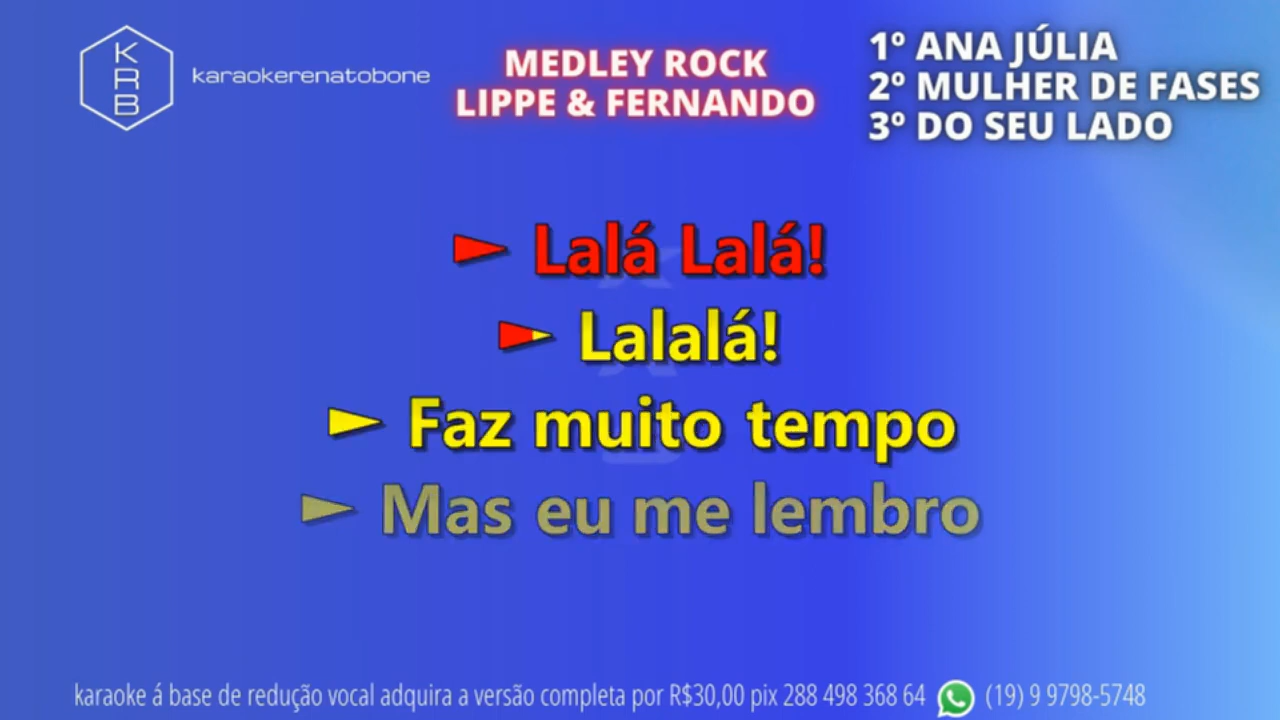 KRB
karaokerenatobone
MEDLEY ROCK
LIPPE & FERNANDO
1º ANA JÚLIA
2º MULHER DE FASES
3º DO SEU LADO
Lalá Lalá!
Lalalá!
Faz muito tempo
Mas eu me lembro
karaoke á base de redução vocal adquira a versão completa por R$30,00 pix 288 498 368 64 (19) 9 9798-5748